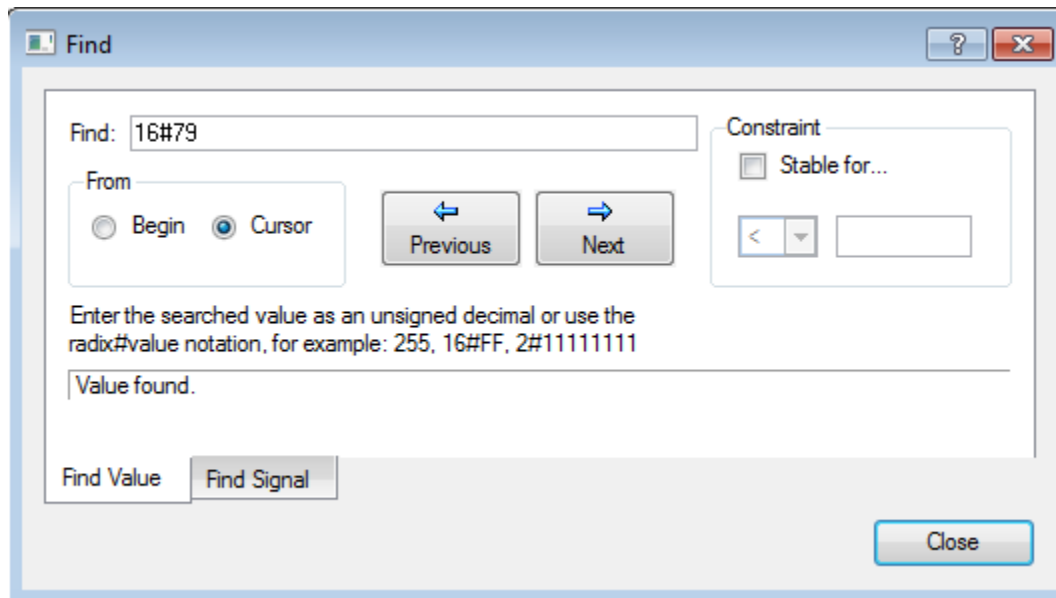 Find
Find: 16#79
Constraint
Stable for...
<
From
Begin
Cursor
Previous
Next
Enter the searched value as an unsigned decimal or use the
radix#value notation, for example: 255, 16#FF, 2#11111111
Value found.
Find Value
Find Signal
Close